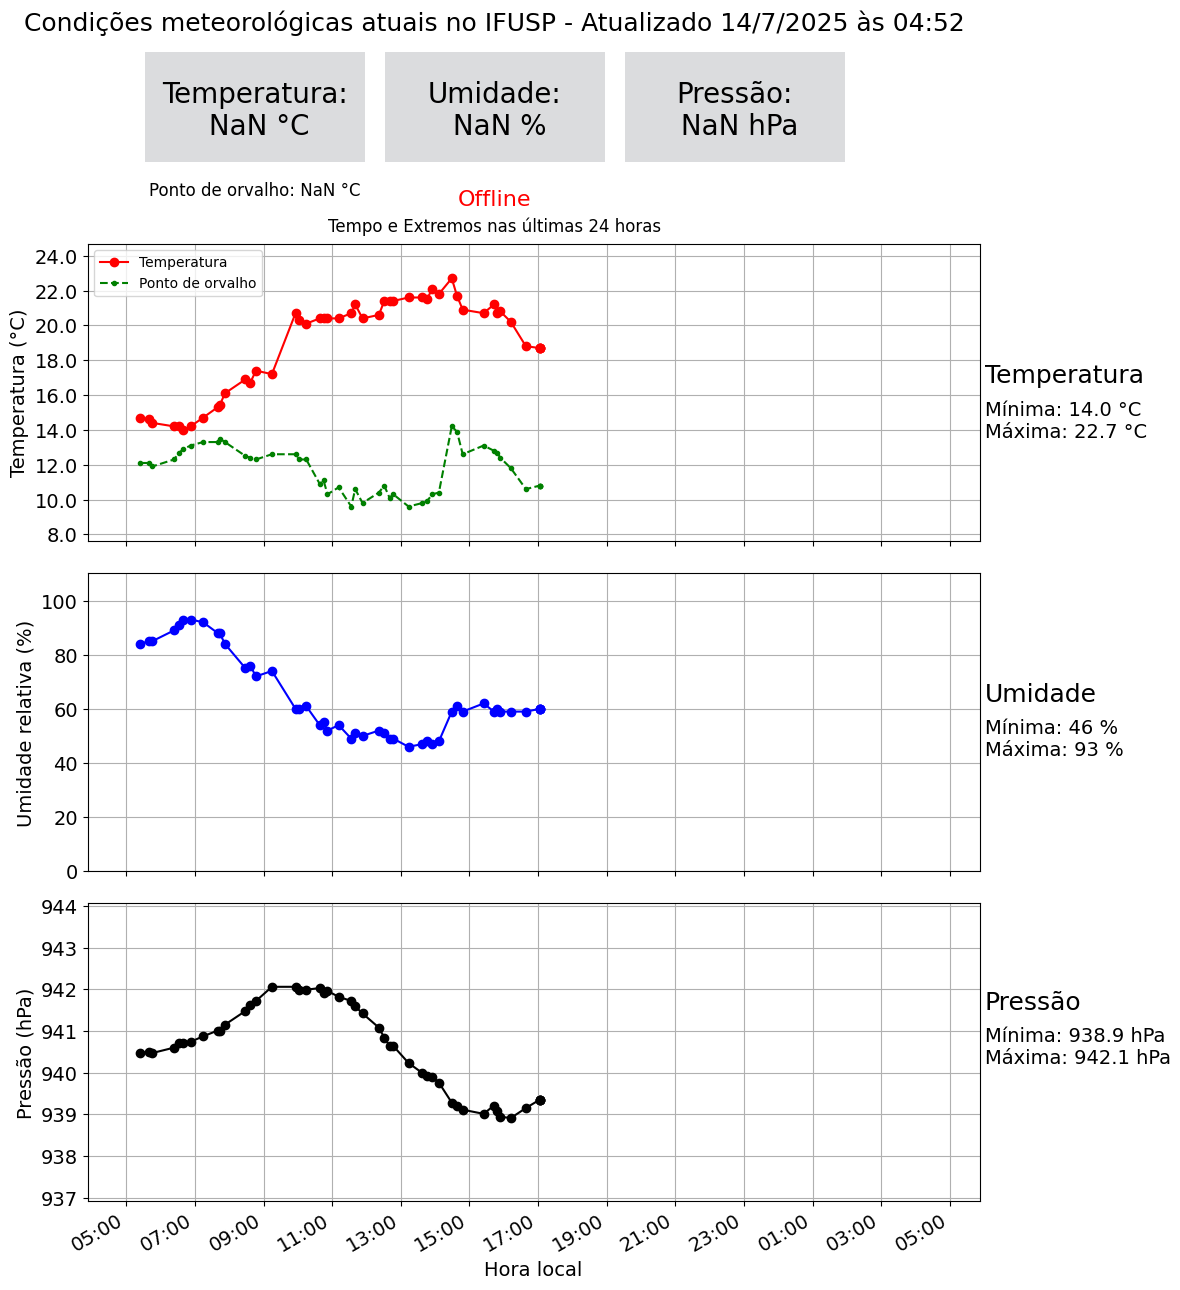 Condições meteorológicas atuais no IFUSP - Atualizado 14/7/2025 às 04:52
Temperatura:
NaN °C
Umidade:
NaN %
Pressão:
NaN hPa
Ponto de orvalho: NaN °C
Offline
Tempo e Extremos nas últimas 24 horas
Temperatura (°C)
24.0
22.0
20.0
18.0
16.0
14.0
12.0
10.0
8.0
Temperatura
Ponto de orvalho
Temperatura
Mínima: 14.0 °C
Máxima: 22.7 °C
Umidade relativa (%)
100
80
60
40
20
0
Umidade
Mínima: 46 %
Máxima: 93 %
Pressão (hPa)
944
943
942
941
940
939
938
937
Pressão
Mínima: 938.9 hPa
Máxima: 942.1 hPa
05:00
07:00
09:00
11:00
13:00
15:00
17:00
19:00
21:00
23:00
01:00
03:00
05:00
Hora local